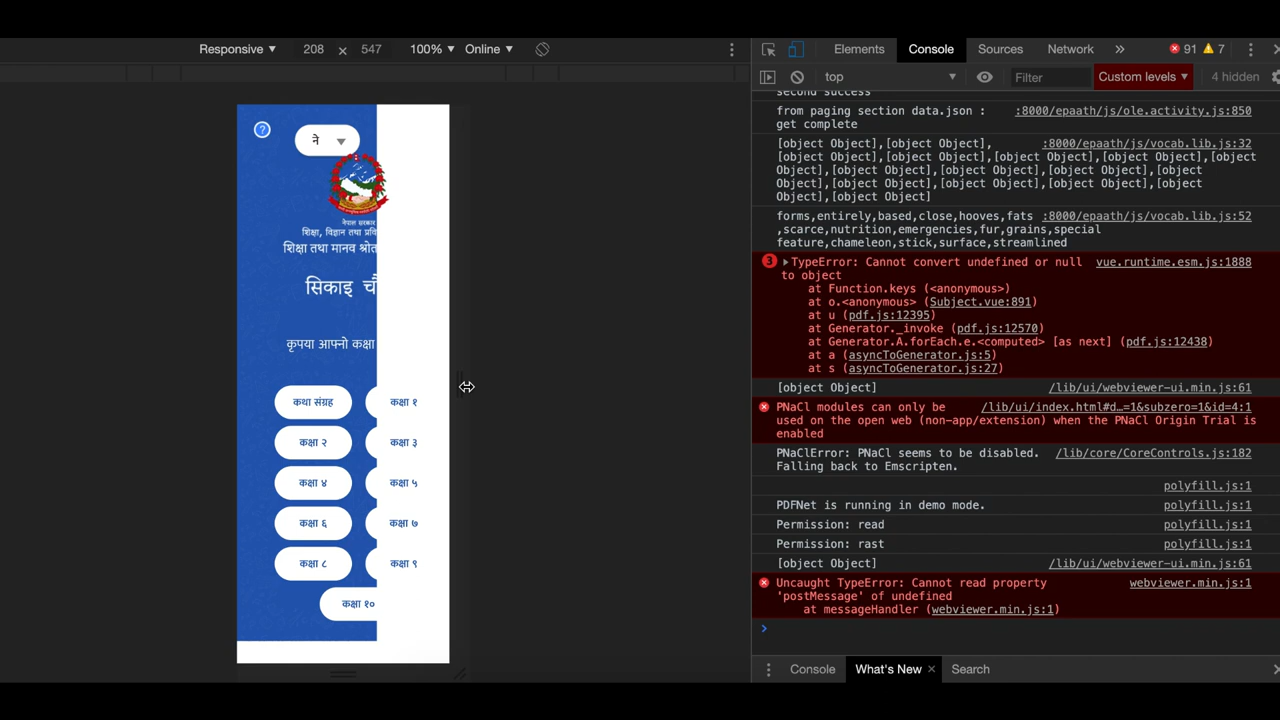 Responsive ▼ 208 × 547 100% ▼ Online ▼
?
ने ▼
नेपाल सरकार
शिक्षा, विज्ञान तथा प्रवि
शिक्षा तथा मानव श्रोत
सिकाइ चौ
कृपया आफ्नो कक्षा
कथा संग्रह कक्षा १
कक्षा २ कक्षा ३
कक्षा ४ कक्षा ५
कक्षा ६ कक्षा ७
कक्षा ८ कक्षा ९
कक्षा १०
Elements Console Sources Network » 91 7
top ▼ Filter Custom levels ▼ 4 hidden
second success
from paging section data.json : :8000/epaath/js/ole.activity.js:850
get complete
[object Object],[object Object], :8000/epaath/js/vocab.lib.js:32
[object Object],[object Object],[object Object],[object
Object],[object Object],[object Object],[object Object],[object
Object],[object Object],[object Object],[object Object],[object
Object],[object Object]
forms,entirely,based,close,hooves,fats :8000/epaath/js/vocab.lib.js:52
,scarce,nutrition,emergencies,fur,grains,special
feature,chameleon,stick,surface,streamlined
3 ▶TypeError: Cannot convert undefined or null vue.runtime.esm.js:1888
to object
at Function.keys (<anonymous>)
at o.<anonymous> (Subject.vue:891)
at u (pdf.js:12395)
at Generator._invoke (pdf.js:12570)
at Generator.A.forEach.e.<computed> [as next] (pdf.js:12438)
at a (asyncToGenerator.js:5)
at s (asyncToGenerator.js:27)
[object Object] /lib/ui/webviewer-ui.min.js:61
PNaCl modules can only be /lib/ui/index.html#d…=1&subzero=1&id=4:1
used on the open web (non-app/extension) when the PNaCl Origin Trial is
enabled
PNaClError: PNaCl seems to be disabled. /lib/core/CoreControls.js:182
Falling back to Emscripten.
polyfill.js:1
PDFNet is running in demo mode. polyfill.js:1
Permission: read polyfill.js:1
Permission: rast polyfill.js:1
[object Object] /lib/ui/webviewer-ui.min.js:61
Uncaught TypeError: Cannot read property webviewer.min.js:1
'postMessage' of undefined
at messageHandler (webviewer.min.js:1)
Console What's New × Search